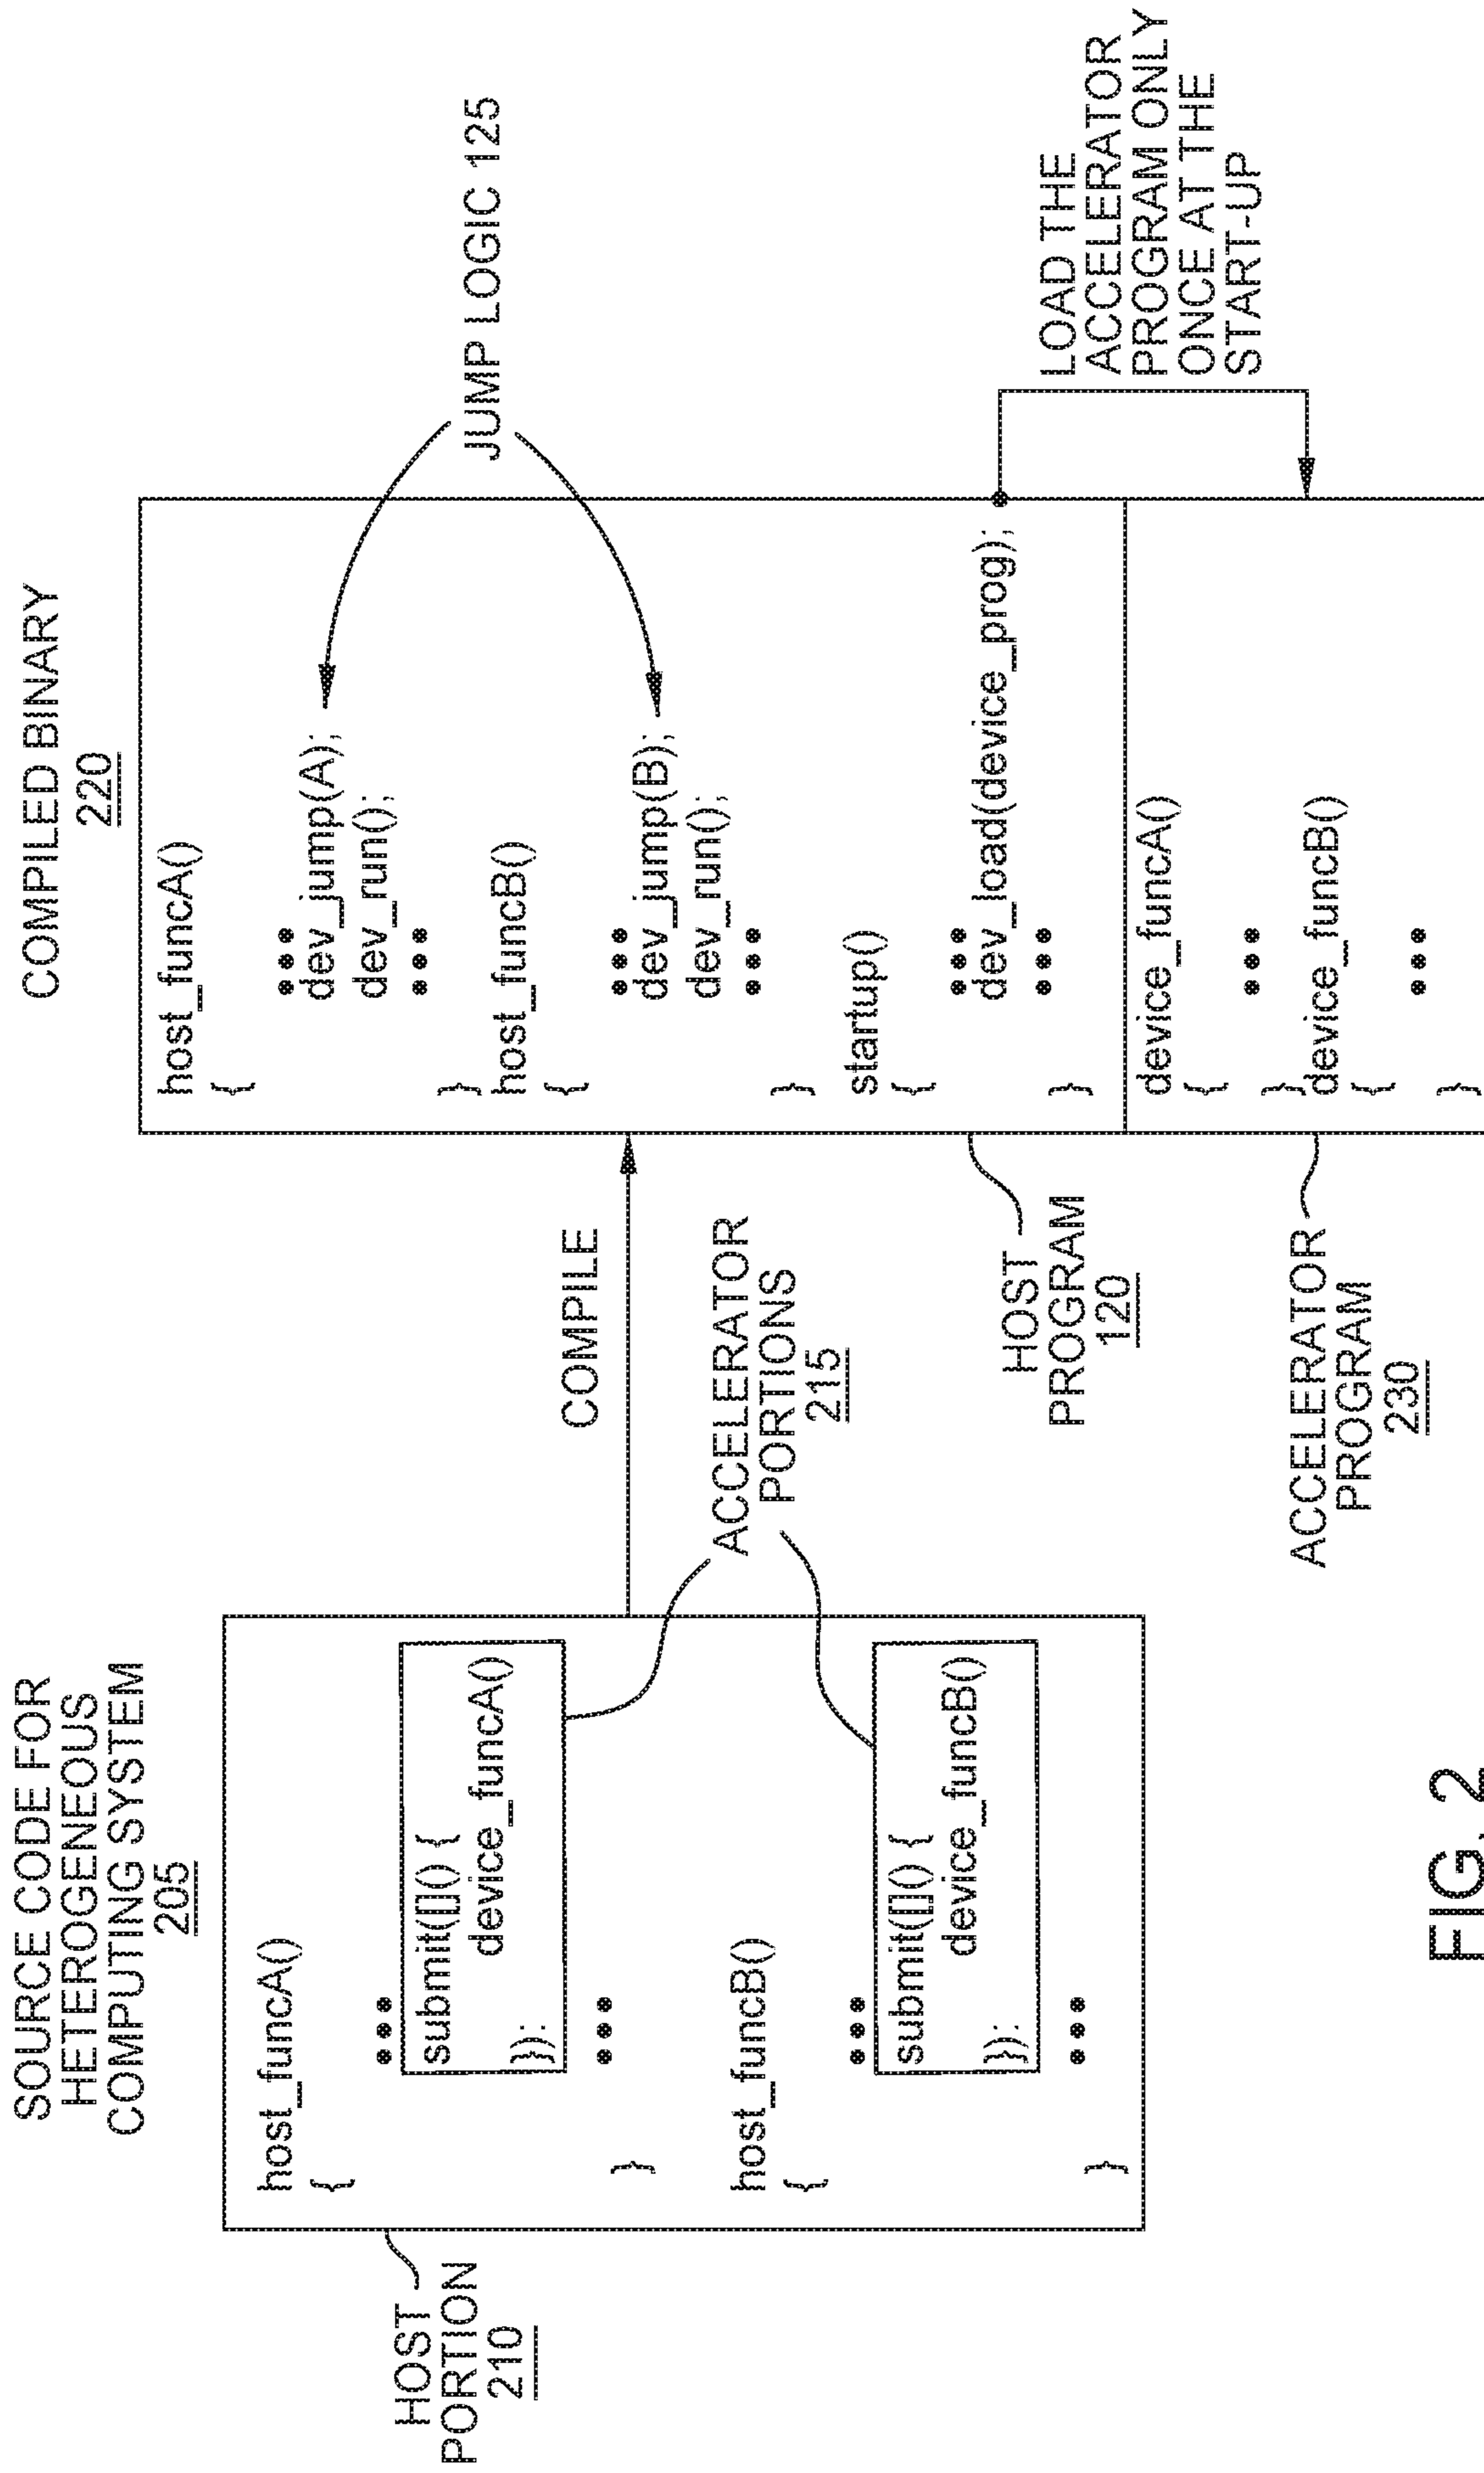 SOURCE CODE FOR
HETEROGENEOUS
COMPUTING SYSTEM
205
HOST
PORTION
210
host_funcA()
{
•••
submit([]() {
device_funcA()
});
•••
}
host_funcB()
{
•••
submit([]() {
device_funcB()
});
•••
}
ACCELERATOR
PORTIONS
215
COMPILE
COMPILED BINARY
220
host_funcA()
{
•••
dev_jump(A);
dev_run();
•••
}
host_funcB()
{
•••
dev_jump(B);
dev_run();
•••
}
startup()
{
•••
dev_load(device_prog);
•••
}
device_funcA()
{
•••
}
device_funcB()
{
•••
}
HOST
PROGRAM
120
ACCELERATOR
PROGRAM
230
JUMP LOGIC 125
LOAD THE
ACCELERATOR
PROGRAM ONLY
ONCE AT THE
START-UP
FIG. 2